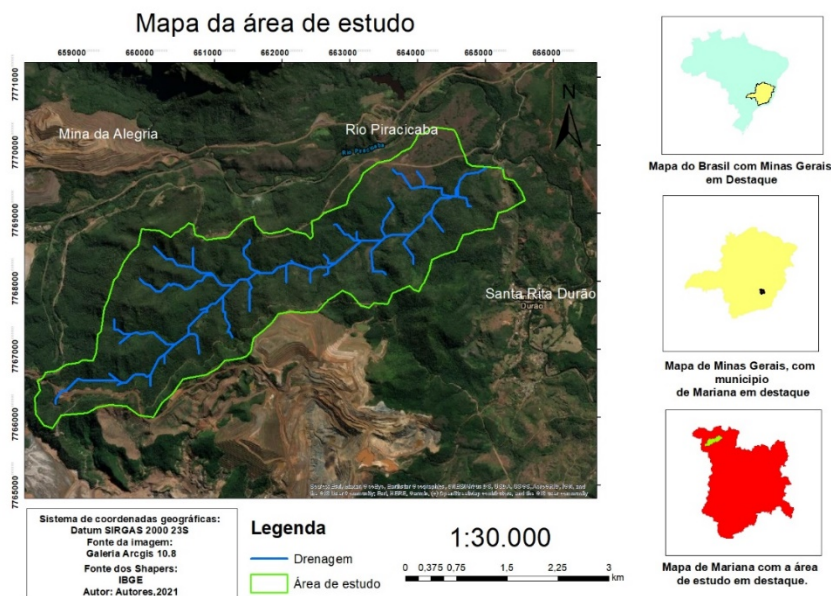 Mapa da área de estudo
659000 660000 661000 662000 663000 664000 665000 666000
7771000
7770000
7769000
7768000
7767000
7766000
7765000
Mina da Alegria
Rio Piracicaba
Rio Piracicaba
N
Santa Rita Durão
Durão
Mapa do Brasil com Minas Gerais
em Destaque
Mapa de Minas Gerais, com
municipio
de Mariana em destaque
Mapa de Mariana com a área
de estudo em destaque.
Sistema de coordenadas geográficas:
Datum SIRGAS 2000 23S
Fonte da imagem:
Galeria Arcgis 10.8
Fonte dos Shapers:
IBGE
Autor: Autores,2021
Legenda
Drenagem
Área de estudo
1:30.000
0 0,375 0,75 1,5 2,25 3
km